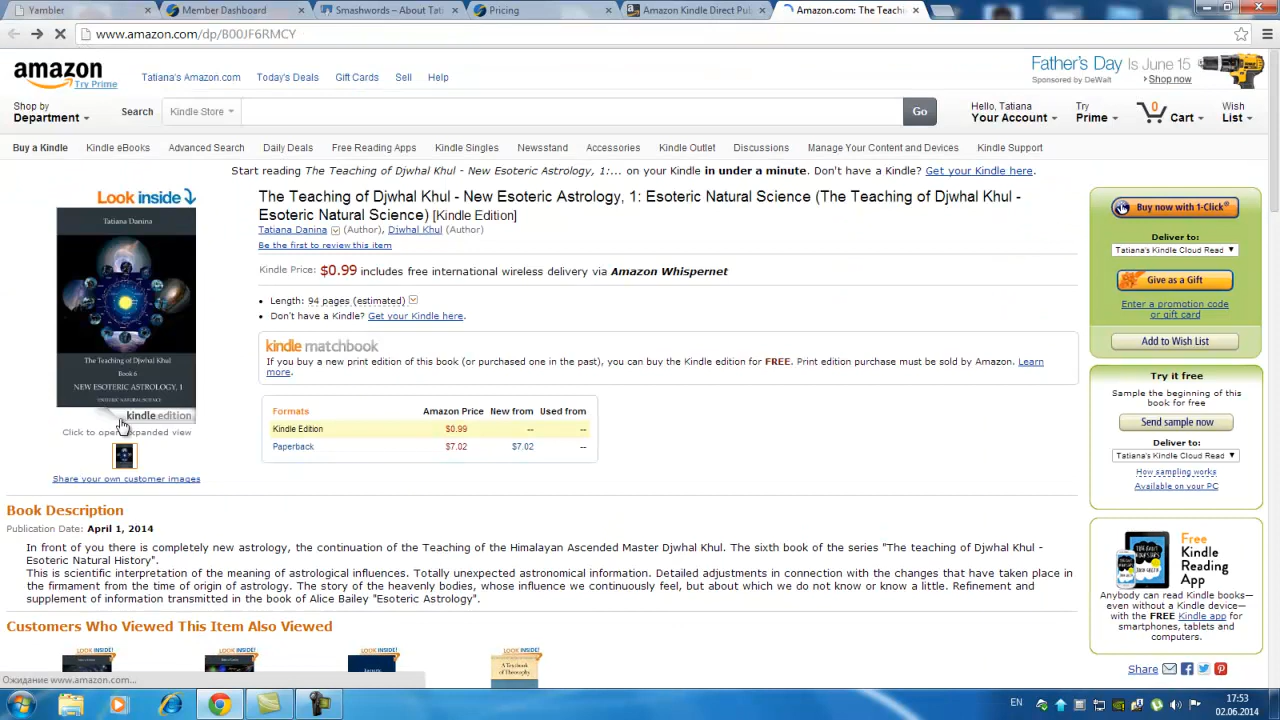 Yambler
Member Dashboard
Smashwords – About Tati
Pricing
Amazon Kindle Direct Pub
Amazon.com: The Teachi
www.amazon.com/dp/B00JF6RMCY
amazon
Try Prime
Tatiana's Amazon.com
Today's Deals
Gift Cards
Sell
Help
Father's Day Is June 15
Sponsored by DeWalt
Shop now
Shop by
Department
Search
Kindle Store
Go
Hello, Tatiana
Your Account
Try
Prime
0
Cart
Wish
List
Buy a Kindle
Kindle eBooks
Advanced Search
Daily Deals
Free Reading Apps
Kindle Singles
Newsstand
Accessories
Kindle Outlet
Discussions
Manage Your Content and Devices
Kindle Support
Start reading The Teaching of Djwhal Khul - New Esoteric Astrology, 1:... on your Kindle in under a minute. Don't have a Kindle? Get your Kindle here.
Look inside
Tatiana Danina
The Teaching of Djwhal Khul
Book 6
NEW ESOTERIC ASTROLOGY, 1
ESOTERIC NATURAL SCIENCE
kindle edition
Click to open expanded view
Share your own customer images
The Teaching of Djwhal Khul - New Esoteric Astrology, 1: Esoteric Natural Science (The Teaching of Djwhal Khul -
Esoteric Natural Science) [Kindle Edition]
Tatiana Danina (Author), Djwhal Khul (Author)
Be the first to review this item
Kindle Price: $0.99 includes free international wireless delivery via Amazon Whispernet
• Length: 94 pages (estimated)
• Don't have a Kindle? Get your Kindle here.
kindle matchbook
If you buy a new print edition of this book (or purchased one in the past), you can buy the Kindle edition for FREE. Print edition purchase must be sold by Amazon. Learn
more.
Formats Amazon Price New from Used from
Kindle Edition $0.99 -- --
Paperback $7.02 $7.02 --
Buy now with 1-Click®
Deliver to:
Tatiana's Kindle Cloud Read
Give as a Gift
Enter a promotion code
or gift card
Add to Wish List
Try it free
Sample the beginning of this
book for free
Send sample now
Deliver to:
Tatiana's Kindle Cloud Read
How sampling works
Available on your PC
Free
Kindle
Reading
App
Anybody can read Kindle books—
even without a Kindle device—
with the FREE Kindle app for
smartphones, tablets and
computers.
Share
Book Description
Publication Date: April 1, 2014
In front of you there is completely new astrology, the continuation of the Teaching of the Himalayan Ascended Master Djwhal Khul. The sixth book of the series "The teaching of Djwhal Khul -
Esoteric Natural History".
This is scientific interpretation of the meaning of astrological influences. Totally unexpected astronomical information. Detailed adjustments in connection with the changes that have taken place in
the firmament from the time of origin of astrology. The story of the heavenly bodies, whose influence we continuously feel, but about which we do not know or know a little. Refinement and
supplement of information transmitted in the book of Alice Bailey "Esoteric Astrology".
Customers Who Viewed This Item Also Viewed
LOOK INSIDE!
LOOK INSIDE!
LOOK INSIDE!
LOOK INSIDE!
A Textbook
of Theosophy
Ожидание www.amazon.com...
EN
17:53
02.06.2014